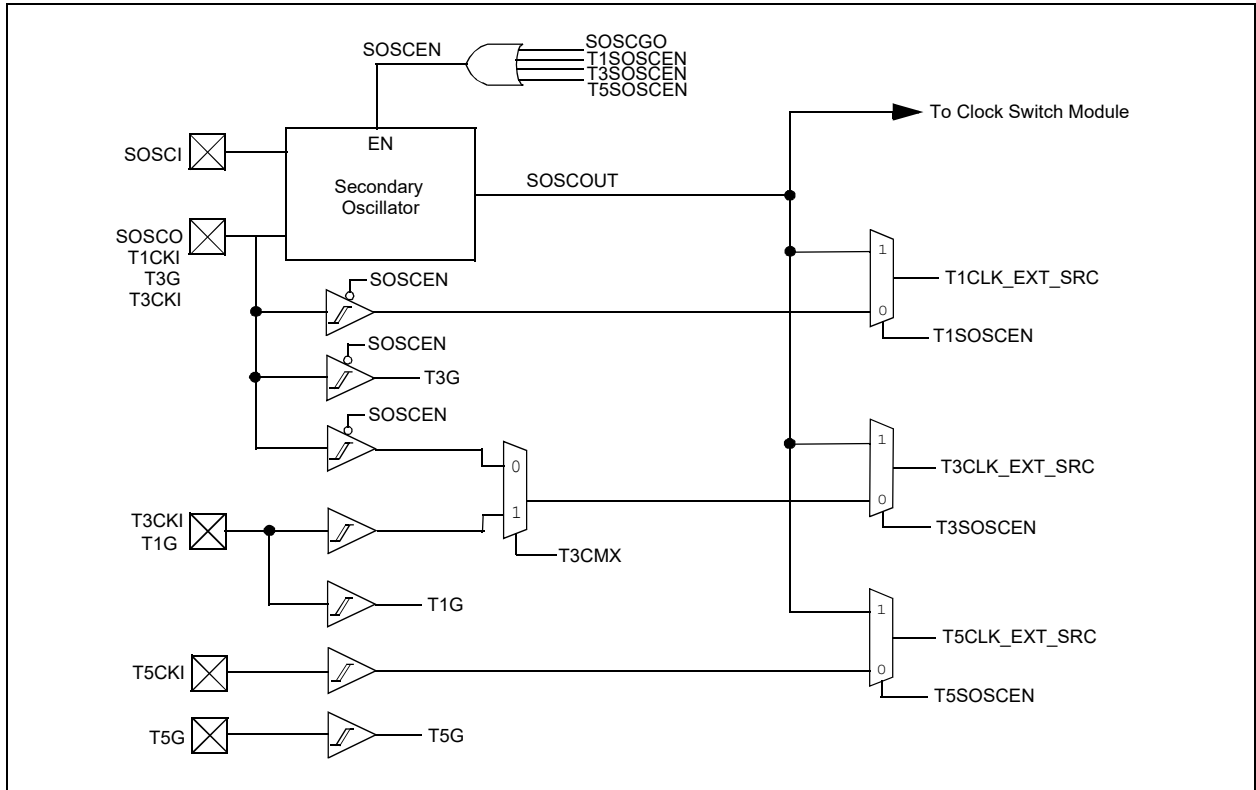 SOSCEN
SOSCGO
T1SOSCEN
T3SOSCEN
T5SOSCEN
To Clock Switch Module
SOSCI
EN
Secondary
Oscillator
SOSCOUT
SOSCO
T1CKI
T3G
T3CKI
SOSCEN
1
0
T1CLK_EXT_SRC
T1SOSCEN
SOSCEN
T3G
SOSCEN
0
1
T3CMX
1
0
T3CLK_EXT_SRC
T3SOSCEN
T3CKI
T1G
T1G
1
0
T5CLK_EXT_SRC
T5SOSCEN
T5CKI
T5G
T5G